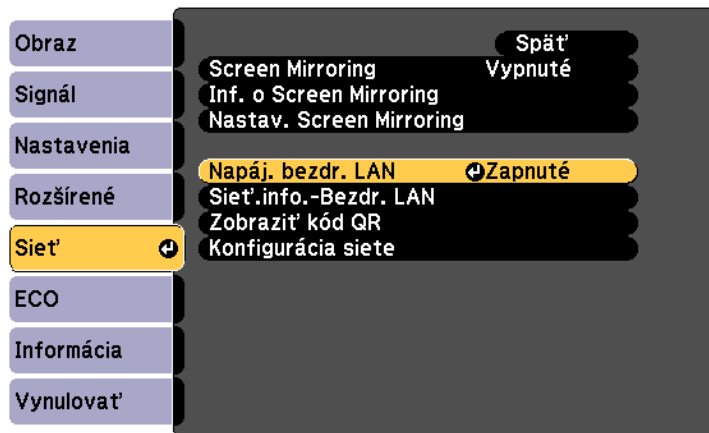 Obraz
Signál
Nastavenia
Rozšírené
Sieť
ECO
Informácia
Vynulovať
Späť
Screen Mirroring Vypnuté
Inf. o Screen Mirroring
Nastav. Screen Mirroring
Napáj. bezdr. LAN Zapnuté
Sieť.info.-Bezdr. LAN
Zobraziť kód QR
Konfigurácia siete